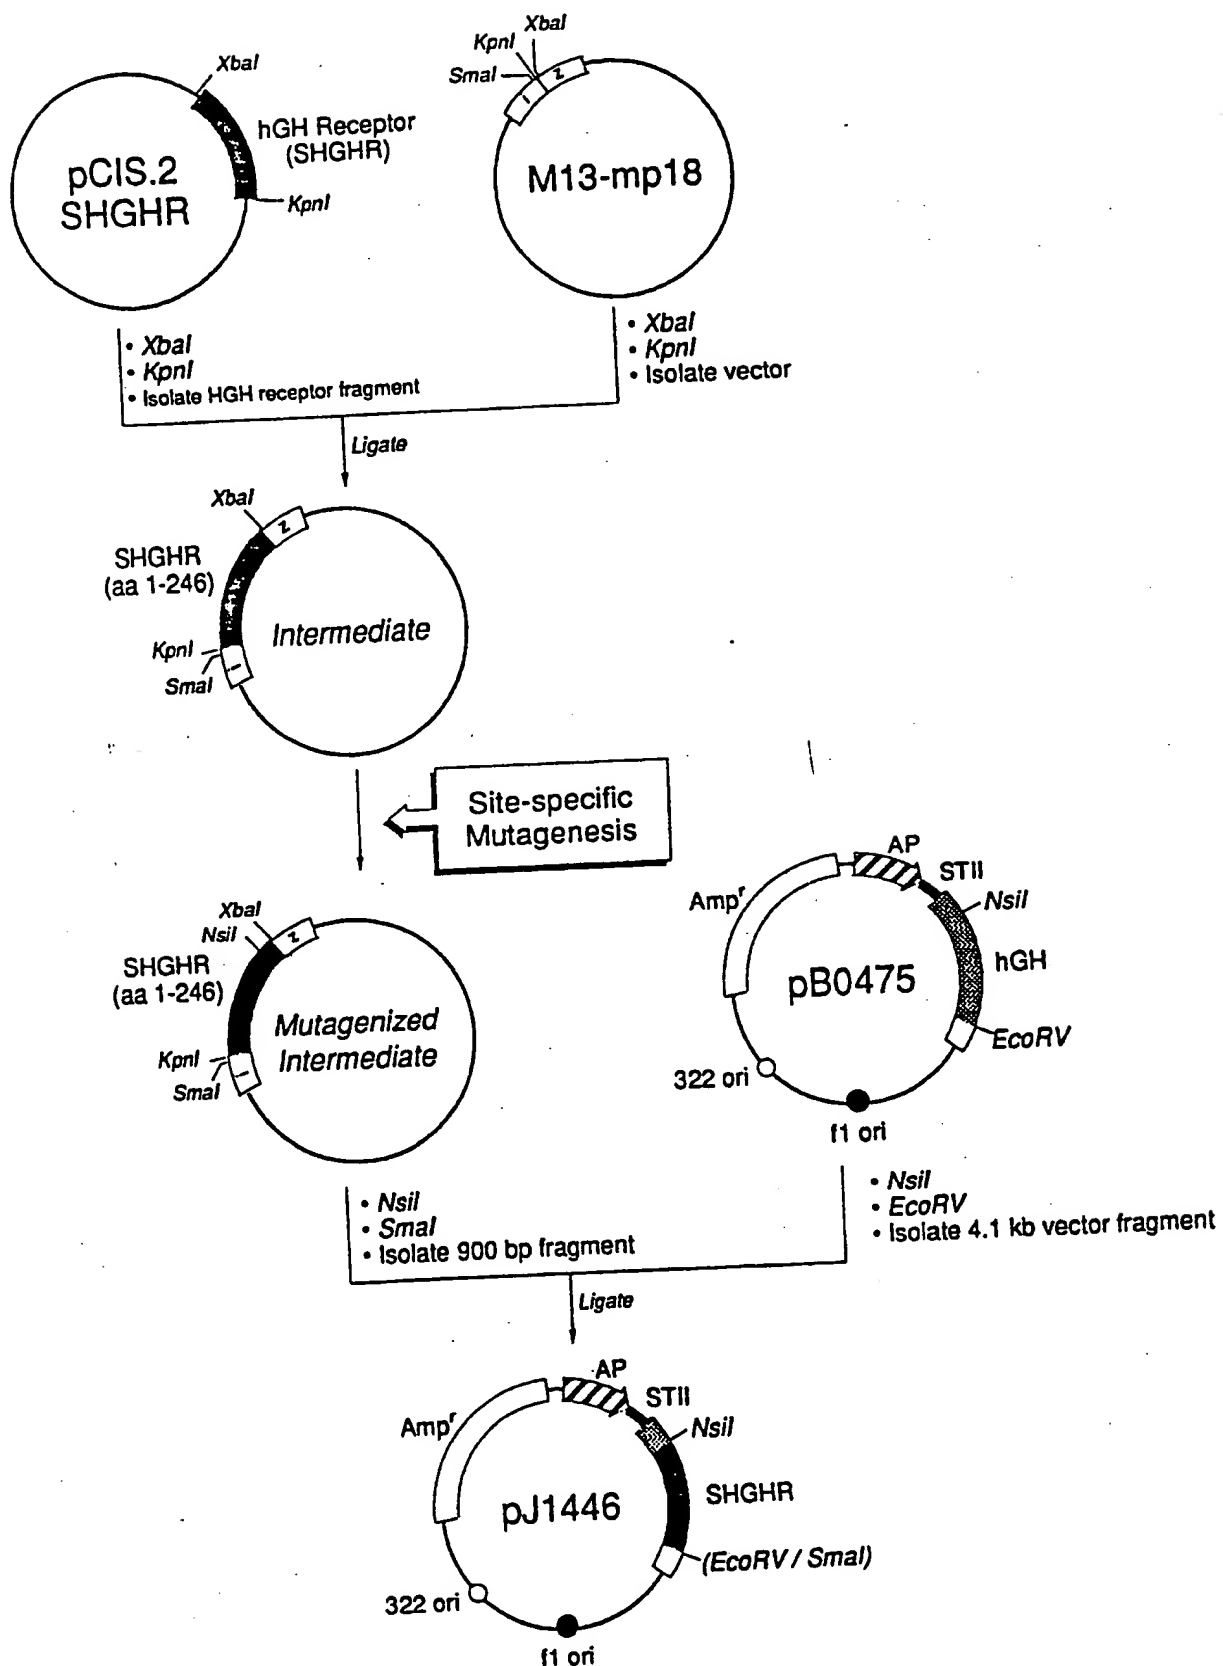 XbaI
hGH Receptor
(SHGHR)
KpnI
pCIS.2
SHGHR
XbaI
KpnI
SmaI
I
Z
M13-mp18
• XbaI
• KpnI
• Isolate HGH receptor fragment
• XbaI
• KpnI
• Isolate vector
Ligate
XbaI
Z
SHGHR
(aa 1-246)
Intermediate
KpnI
SmaI
I
Site-specific
Mutagenesis
XbaI
NsiI
Z
SHGHR
(aa 1-246)
Mutagenized
Intermediate
KpnI
SmaI
I
AP
STII
Ampr
NsiI
hGH
pB0475
EcoRV
322 ori
f1 ori
• NsiI
• SmaI
• Isolate 900 bp fragment
• NsiI
• EcoRV
• Isolate 4.1 kb vector fragment
Ligate
AP
STII
Ampr
NsiI
SHGHR
pJ1446
(EcoRV / SmaI)
322 ori
f1 ori